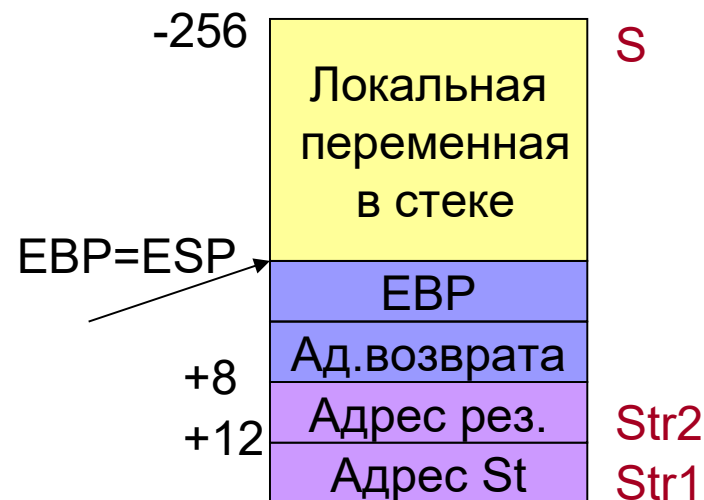 -256
S
Локальная
переменная
в стеке
EBP=ESP
EBP
Ад.возврата
+8
Адрес рез.
Str2
+12
Адрес St
Str1